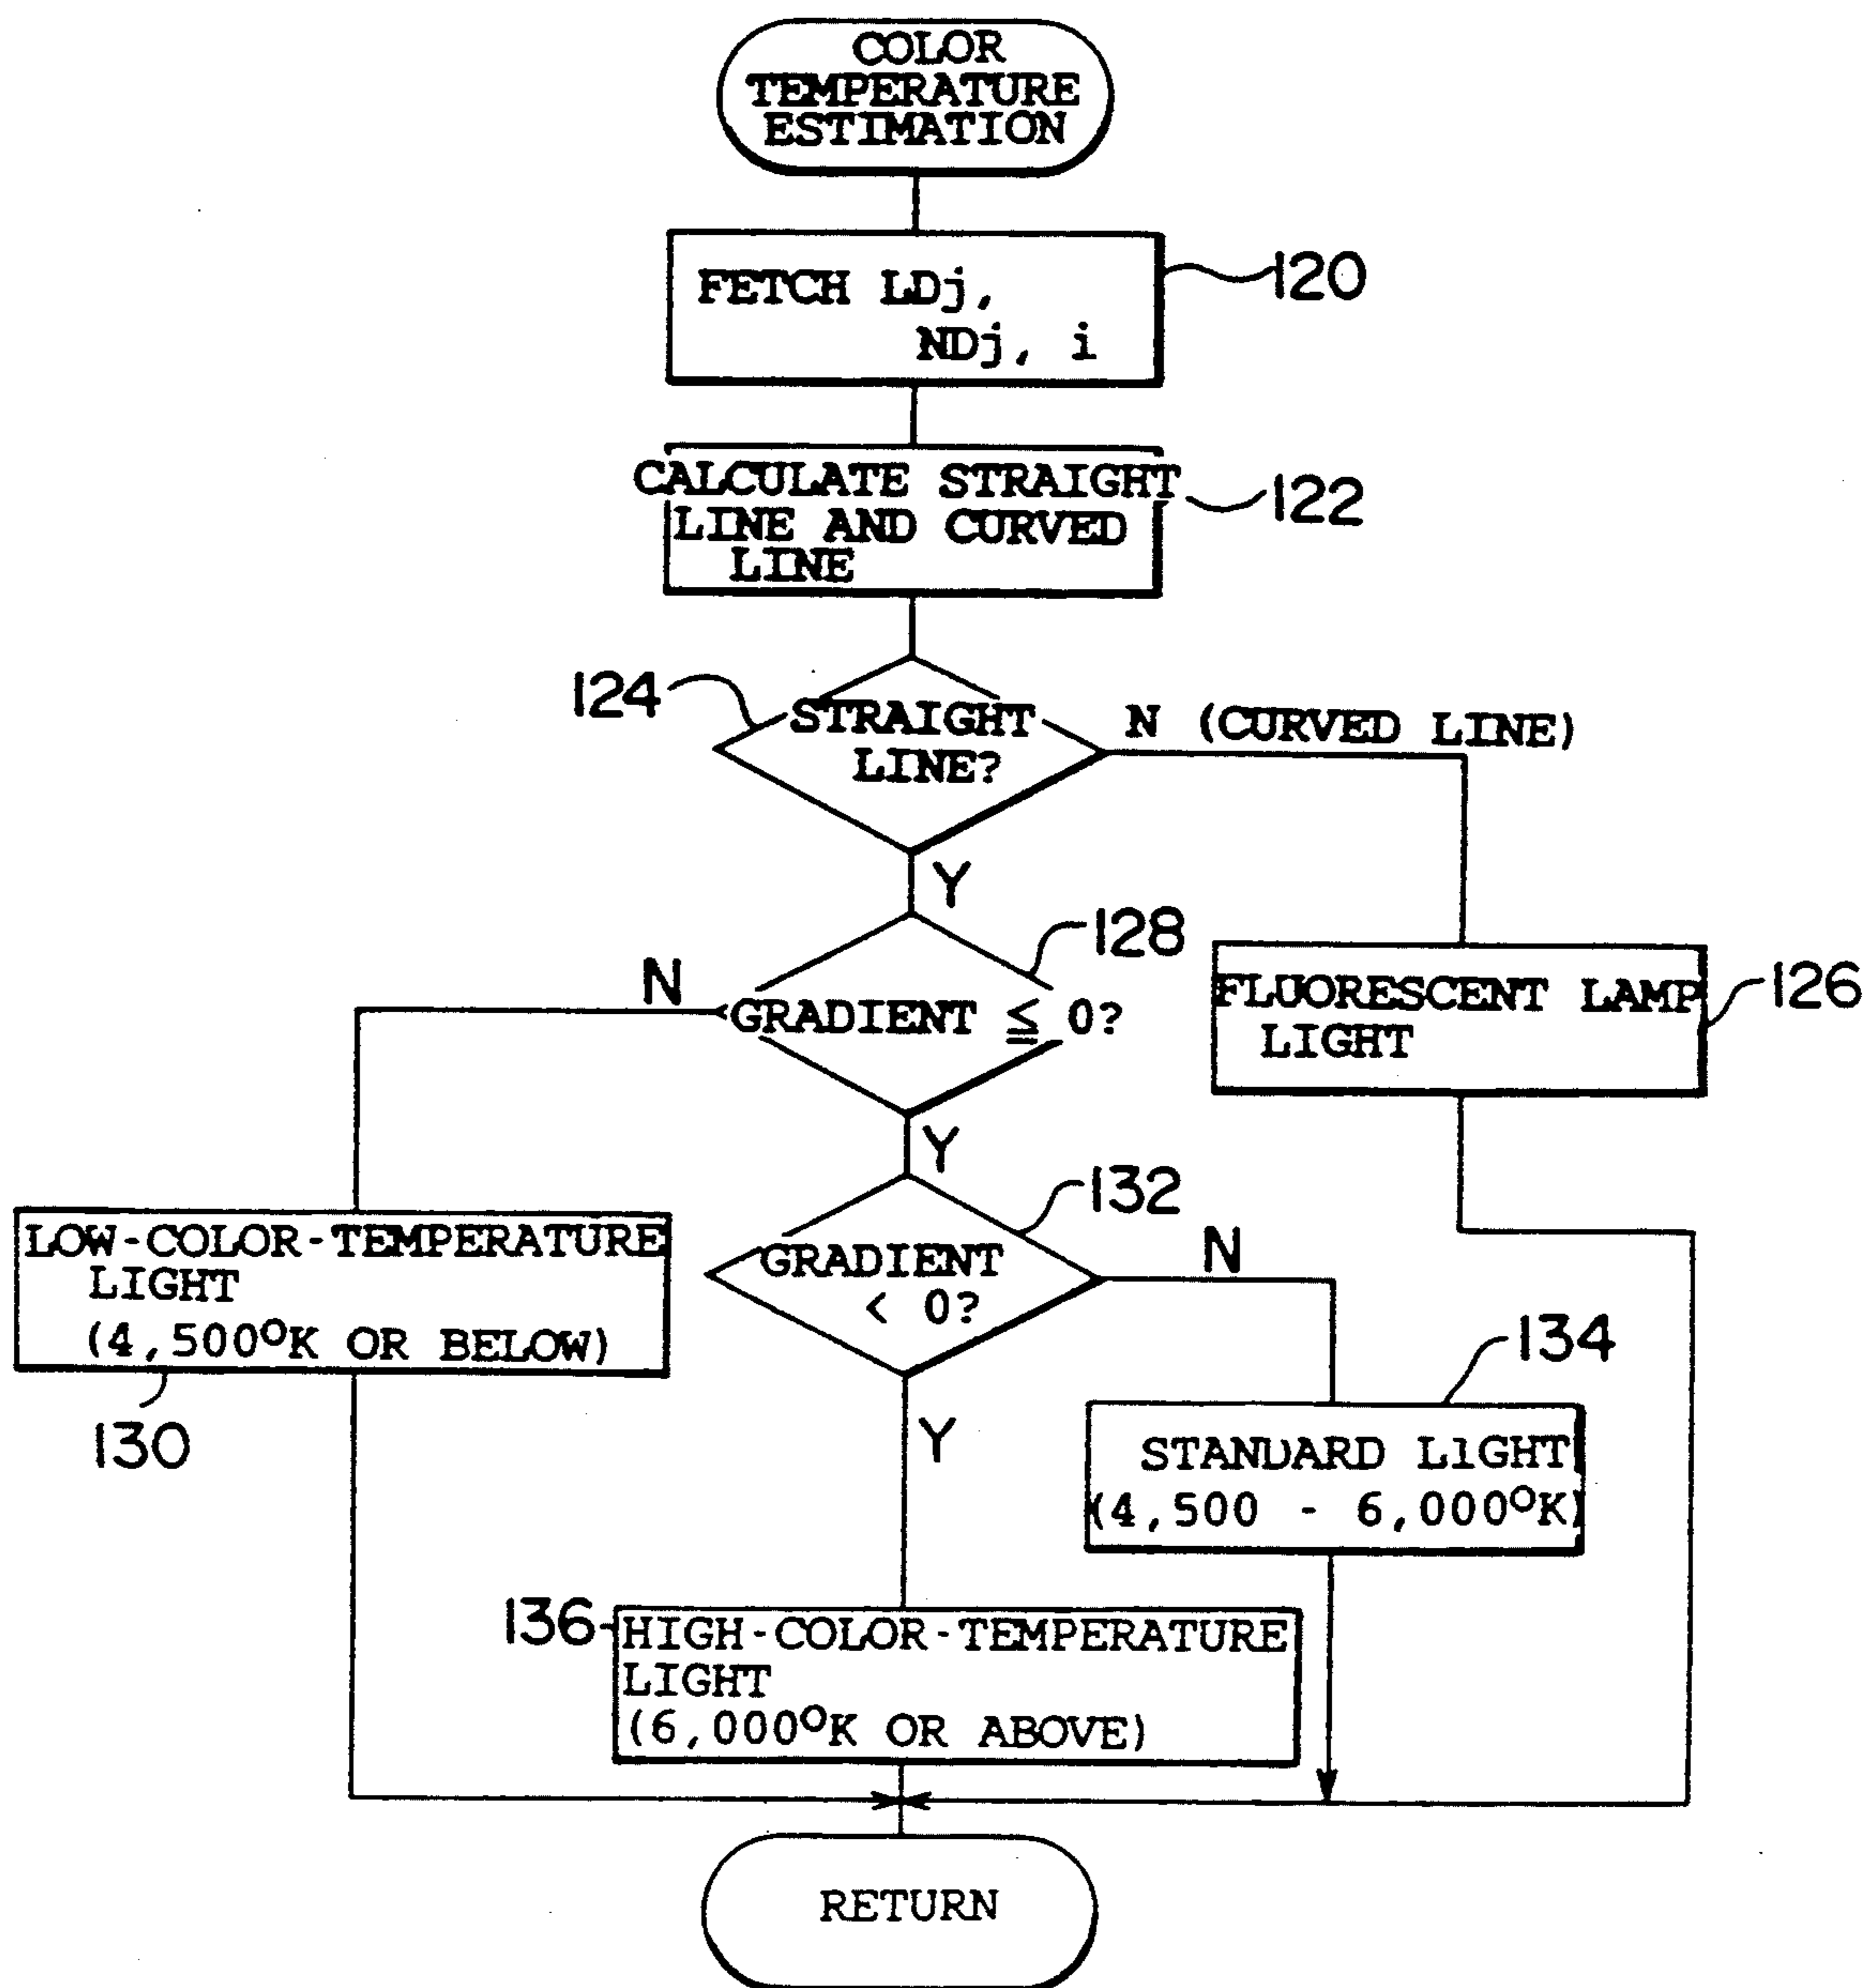 COLOR
TEMPERATURE
ESTIMATION
FETCH LDj,
NDj, i
120
CALCULATE STRAIGHT
LINE AND CURVED
LINE
122
124
STRAIGHT
LINE?
N (CURVED LINE)
Y
128
N
GRADIENT ≦ 0?
FLUORESCENT LAMP
LIGHT
126
Y
132
LOW-COLOR-TEMPERATURE
LIGHT
(4,500°K OR BELOW)
130
GRADIENT
< 0?
N
134
Y
STANDARD LIGHT
(4,500 - 6,000°K)
136
HIGH-COLOR-TEMPERATURE
LIGHT
(6,000°K OR ABOVE)
RETURN